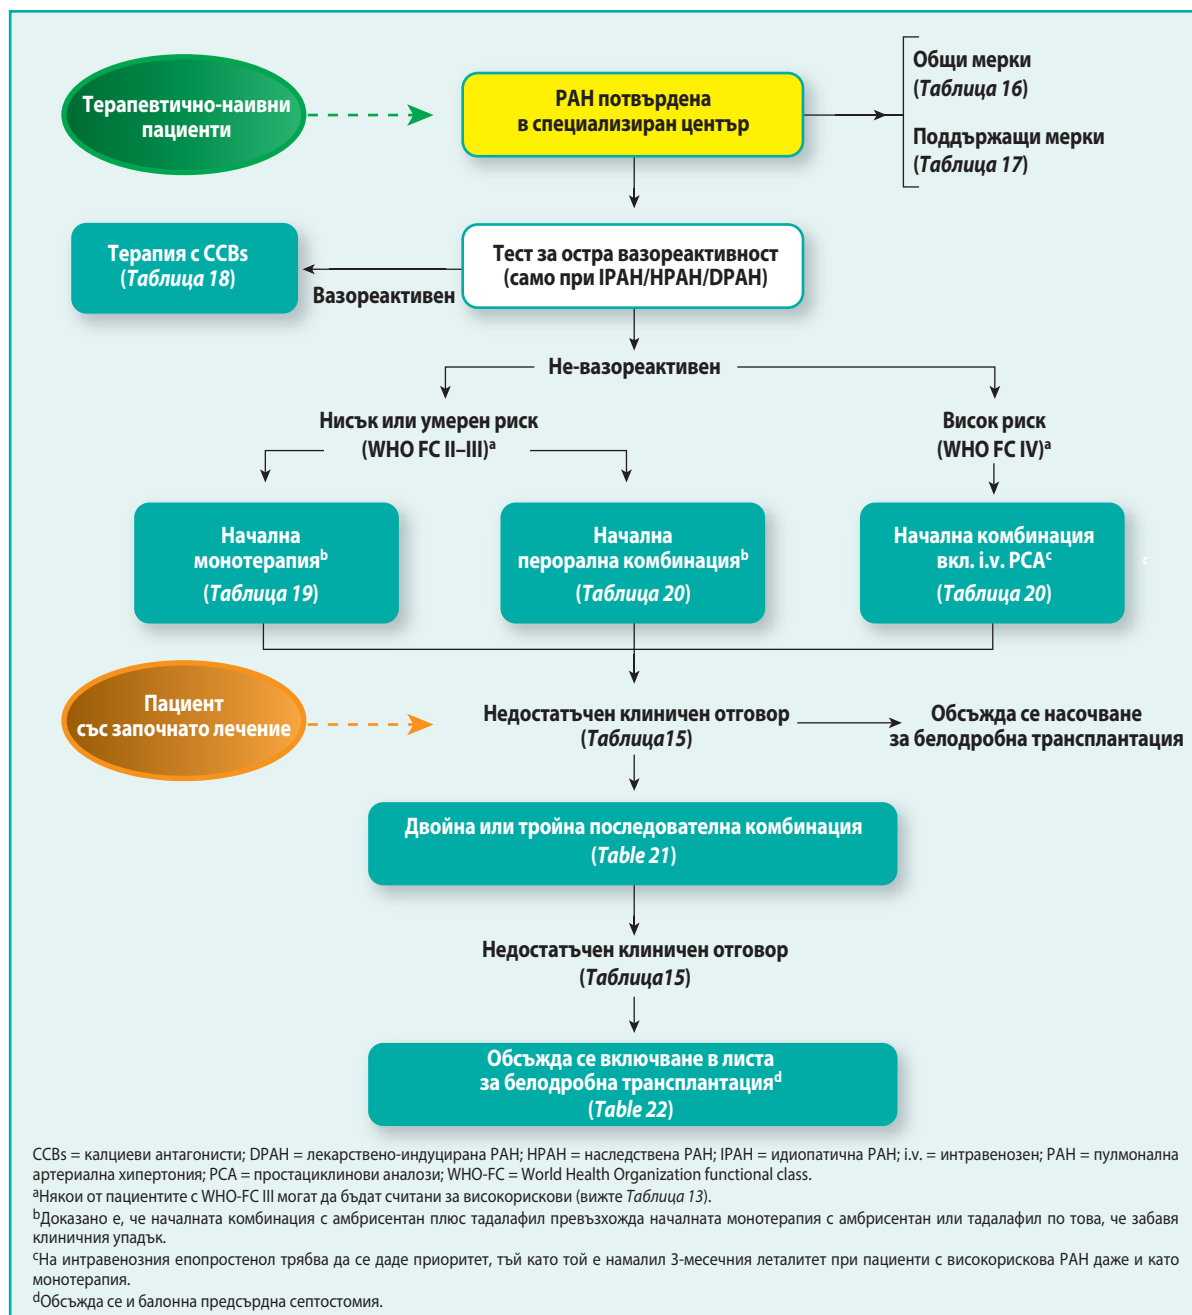 Терапевтично-наивни
пациенти
РАН потвърдена
в специализиран център
Общи мерки
(Таблица 16)
Поддържащи мерки
(Таблица 17)
Терапия с CCBs
(Таблица 18)
Вазореактивен
Тест за остра вазореактивност
(само при IPAH/HPAH/DPAH)
Не-вазореактивен
Нисък или умерен риск
(WHO FC II–III)ᵃ
Висок риск
(WHO FC IV)ᵃ
Начална
монотерапияᵇ
(Таблица 19)
Начална
перорална комбинацияᵇ
(Таблица 20)
Начална комбинация
вкл. i.v. PCAᶜ
(Таблица 20)
c
Пациент
със започнато лечение
Недостатъчен клиничен отговор
(Таблица15)
Обсъжда се насочване
за белодробна трансплантация
Двойна или тройна последователна комбинация
(Table 21)
Недостатъчен клиничен отговор
(Таблица15)
Обсъжда се включване в листа
за белодробна трансплантацияᵈ
(Table 22)
CCBs = калциеви антагонисти; DPAH = лекарствено-индуцирана PAH; HPAH = наследствена PAH; IPAH = идиопатична PAH; i.v. = интравенозен; PAH = пулмонална
артериална хипертония; PCA = простациклинови аналози; WHO-FC = World Health Organization functional class.
ᵃНякои от пациентите с WHO-FC III могат да бъдат считани за високорискови (вижте Таблица 13).
ᵇДоказано е, че началната комбинация с амбрисентан плюс тадалафил превъзхожда началната монотерапия с амбрисентан или тадалафил по това, че забавя
клиничния упадък.
ᶜНа интравенозния епопростенол трябва да се даде приоритет, тъй като той е намалил 3-месечния леталитет при пациенти с високорискова PAH даже и като
монотерапия.
ᵈОбсъжда се и балонна предсърдна септостомия.